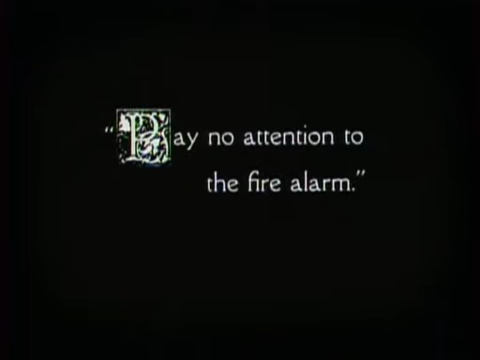 “Pay no attention to
the fire alarm.”